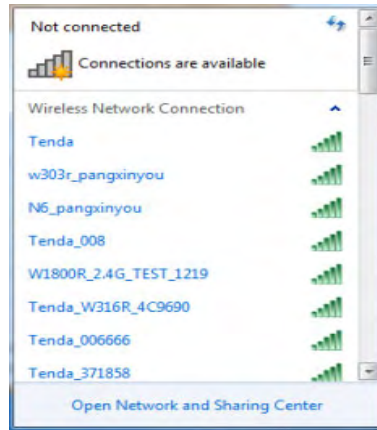 Not connected
Connections are available
Wireless Network Connection
Tenda
w303r_pangxinyou
N6_pangxinyou
Tenda_008
W1800R_2.4G_TEST_1219
Tenda_W316R_4C9690
Tenda_006666
Tenda_371858
Open Network and Sharing Center